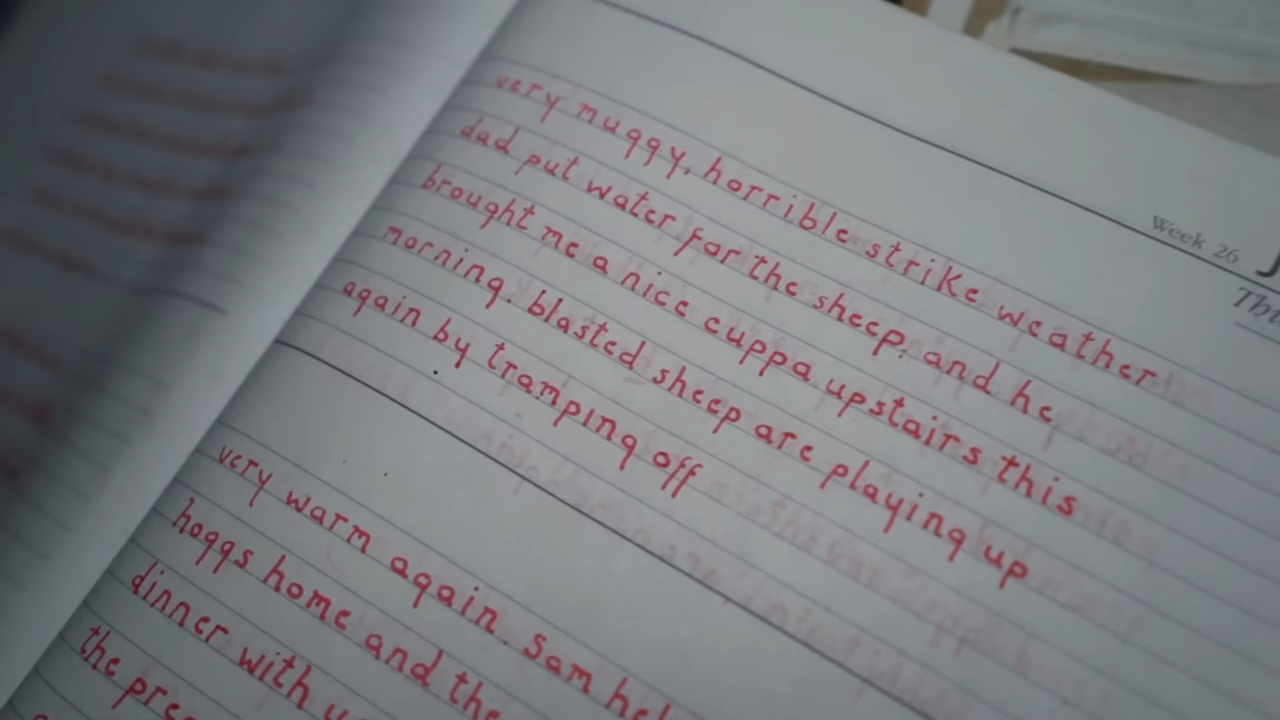 Week 26
very muggy, horrible strike weather
dad put water for the sheep, and he
brought me a nice cuppa upstairs this
morning. blasted sheep are playing up
again by tramping off
very warm again. Sam
hoggs home and the
dinner with
the